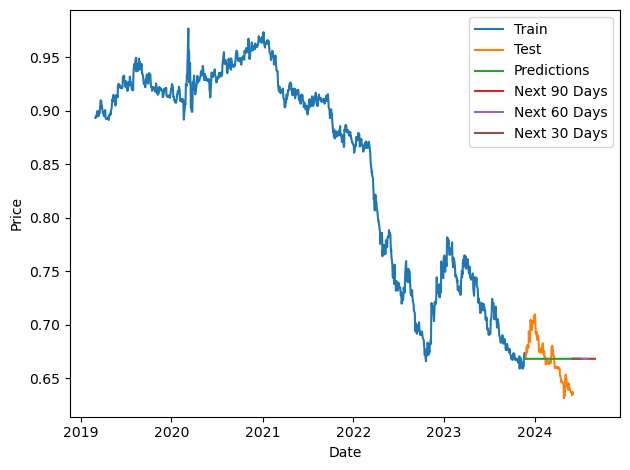 0.95
0.90
0.85
0.80
0.75
0.70
0.65
Price
2019
2020
2021
2022
2023
2024
Date
Train
Test
Predictions
Next 90 Days
Next 60 Days
Next 30 Days